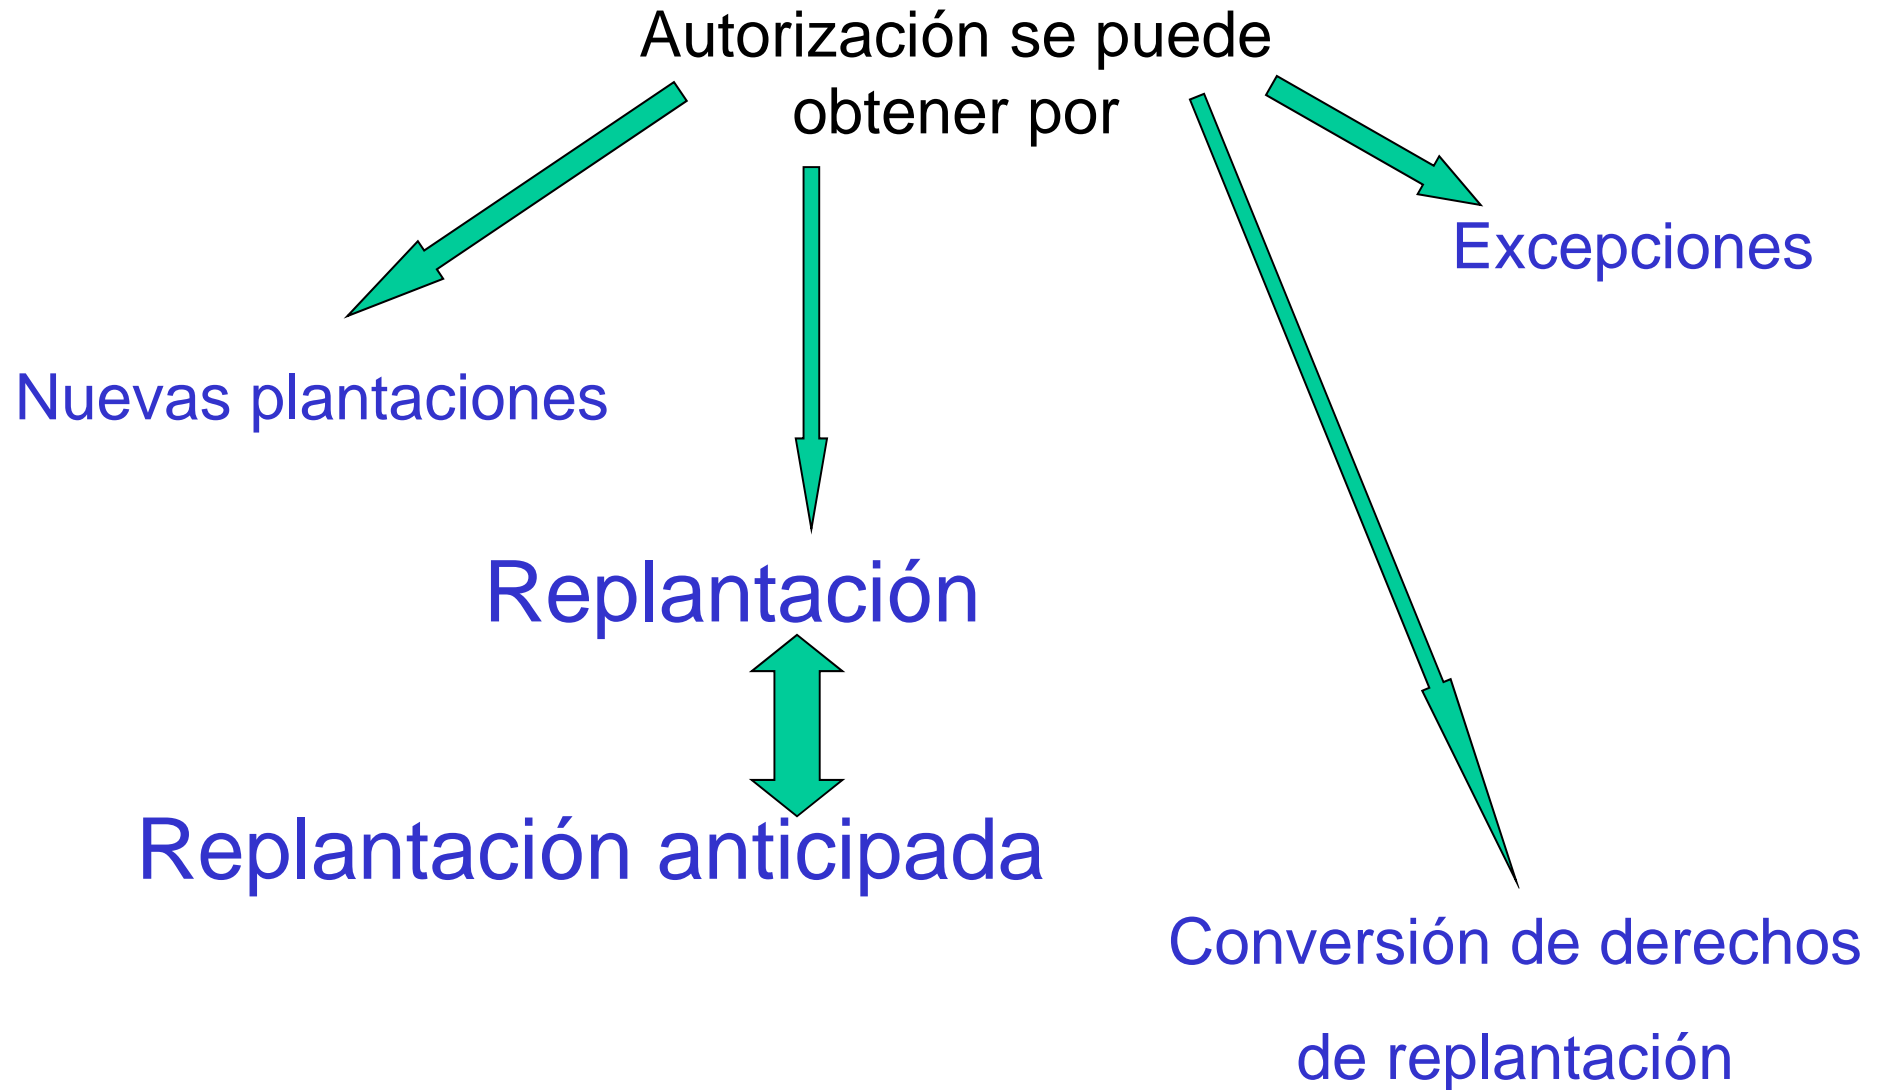 Autorización se puede
obtener por
Excepciones
Nuevas plantaciones
Replantación
Replantación anticipada
Conversión de derechos
de replantación